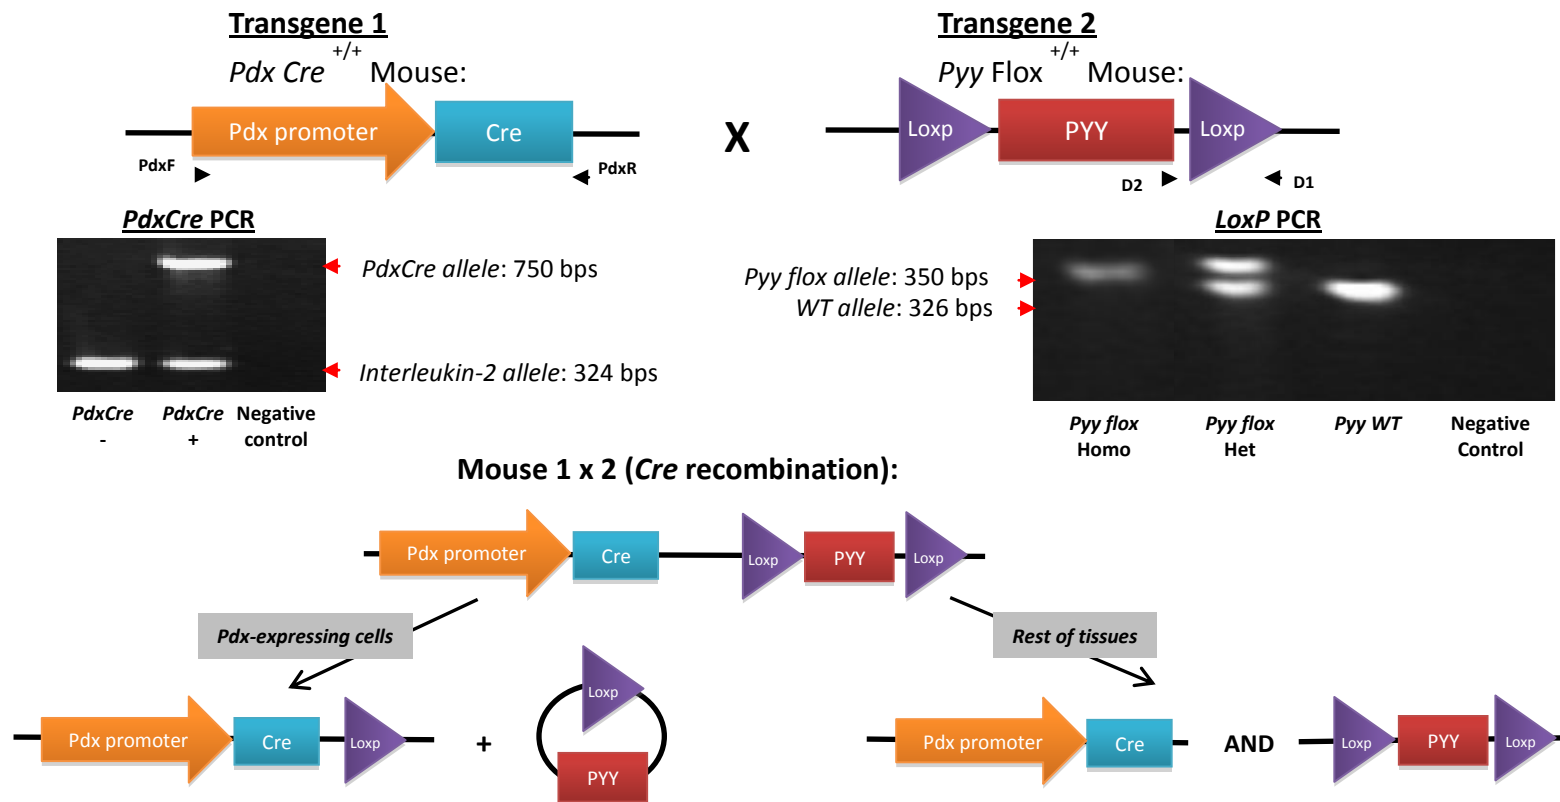 Transgene 1
Pdx Cre +/+ Mouse:
Pdx promoter
Cre
PdxF
PdxR
X
Transgene 2
Pyy Flox +/+ Mouse:
Loxp
PYY
Loxp
D2
D1
PdxCre PCR
PdxCre allele: 750 bps
Interleukin-2 allele: 324 bps
PdxCre
-
PdxCre
+
Negative
control
LoxP PCR
Pyy flox allele: 350 bps
WT allele: 326 bps
Pyy flox
Homo
Pyy flox
Het
Pyy WT
Negative
Control
Mouse 1 x 2 (Cre recombination):
Pdx promoter
Cre
Loxp
PYY
Loxp
Pdx-expressing cells
Rest of tissues
Pdx promoter
Cre
Loxp
+
Loxp
PYY
Pdx promoter
Cre
AND
Loxp
PYY
Loxp